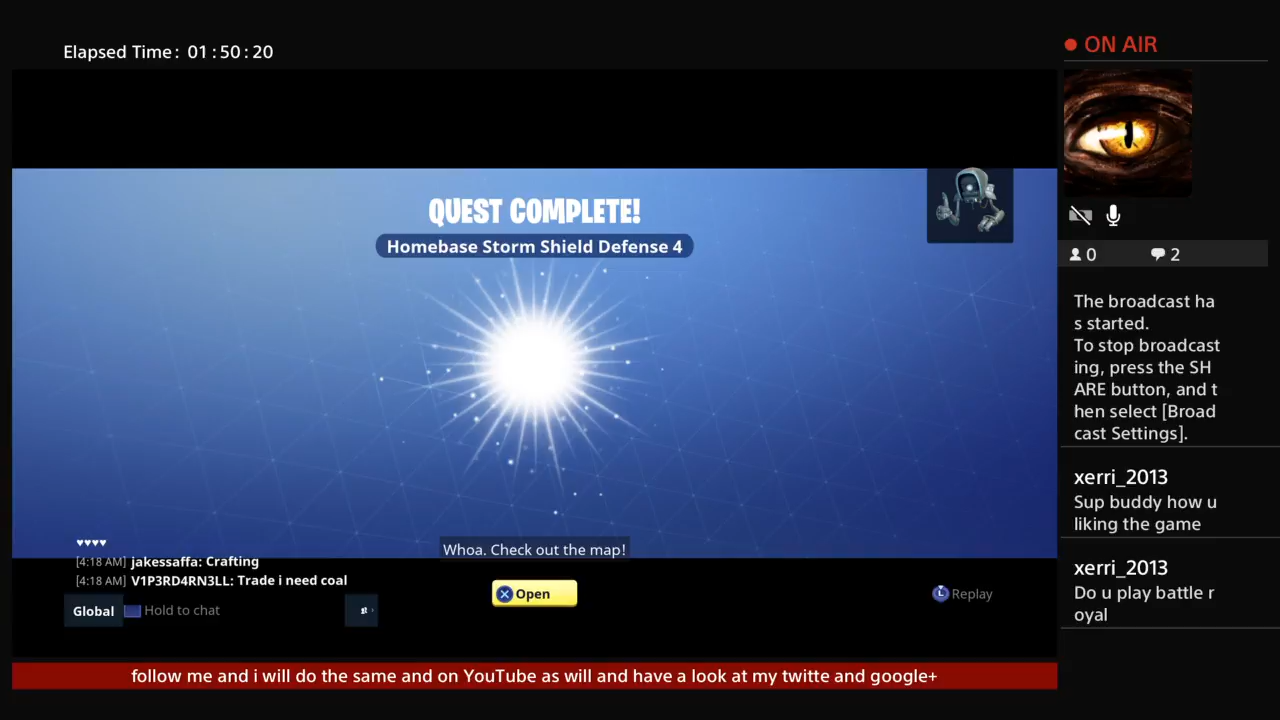 Elapsed Time: 01:50:20
ON AIR
QUEST COMPLETE!
Homebase Storm Shield Defense 4
0
2
The broadcast ha
s started.
To stop broadcast
ing, press the SH
ARE button, and t
hen select [Broad
cast Settings].
xerri_2013
Sup buddy how u
liking the game
xerri_2013
Do u play battle r
oyal
♥♥♥♥
[4:18 AM] jakessaffa: Crafting
[4:18 AM] V1P3RD4RN3LL: Trade i need coal
Global Hold to chat
Whoa. Check out the map!
Open
L Replay
follow me and i will do the same and on YouTube as will and have a look at my twitte and google+